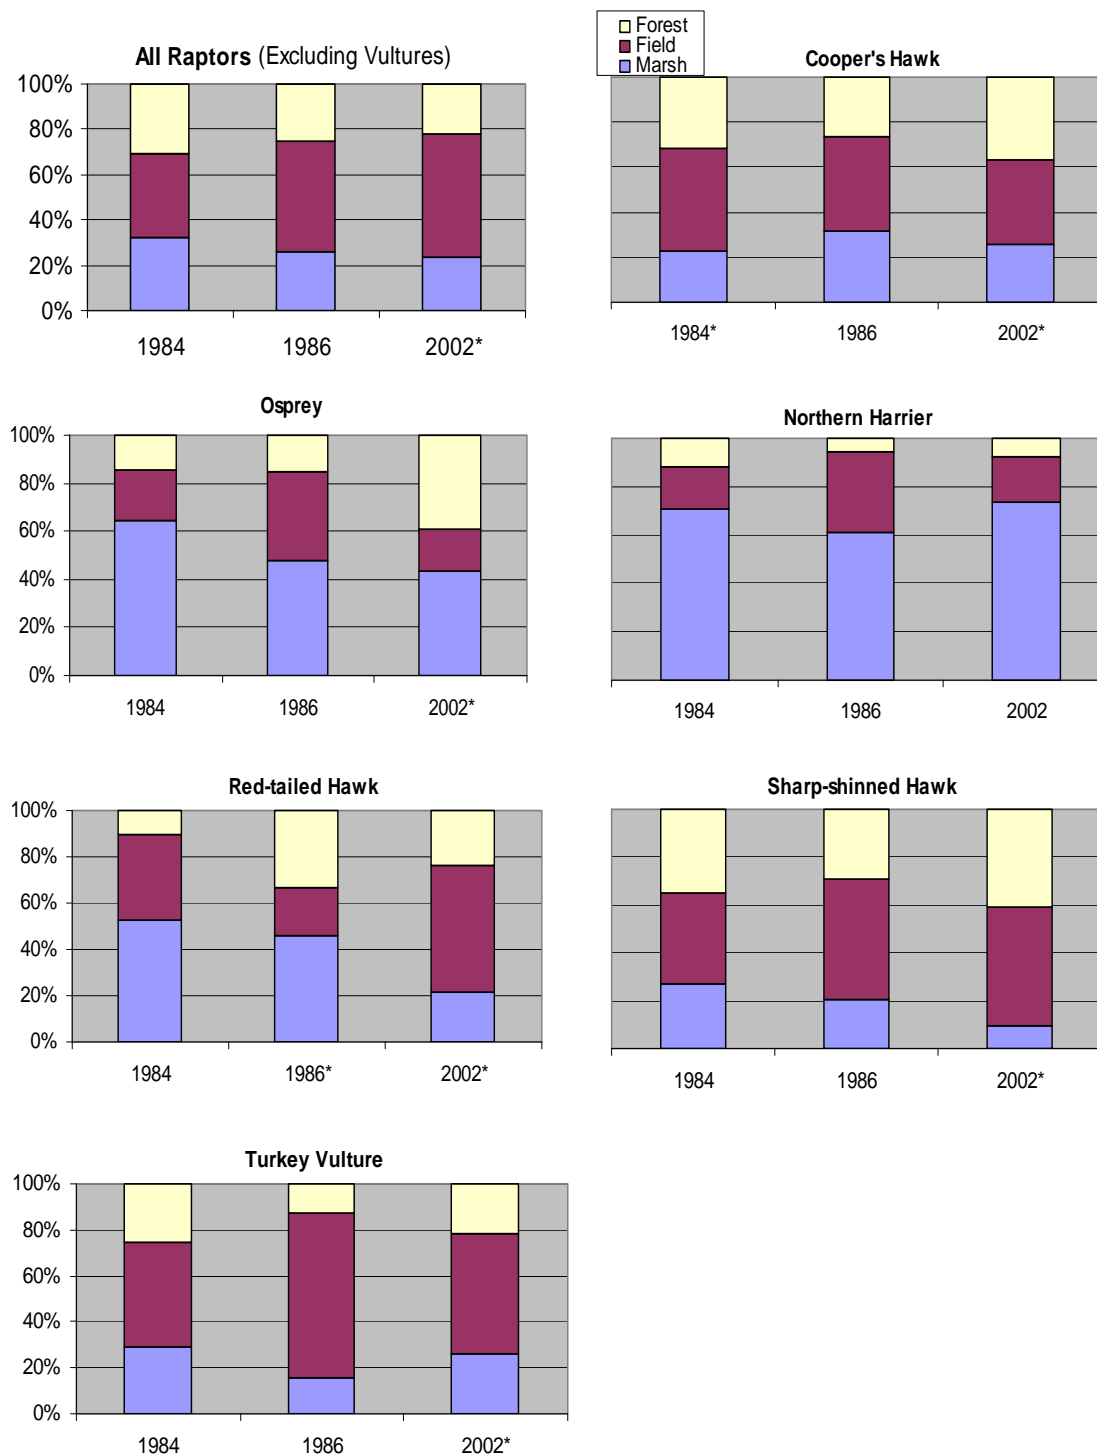 Forest
Field
Marsh
All Raptors (Excluding Vultures)
100%
80%
60%
40%
20%
0%
1984 1986 2002*
Cooper's Hawk
1984* 1986 2002*
Osprey
100%
80%
60%
40%
20%
0%
1984 1986 2002*
Northern Harrier
1984 1986 2002
Red-tailed Hawk
100%
80%
60%
40%
20%
0%
1984 1986* 2002*
Sharp-shinned Hawk
1984 1986 2002*
Turkey Vulture
100%
80%
60%
40%
20%
0%
1984 1986 2002*